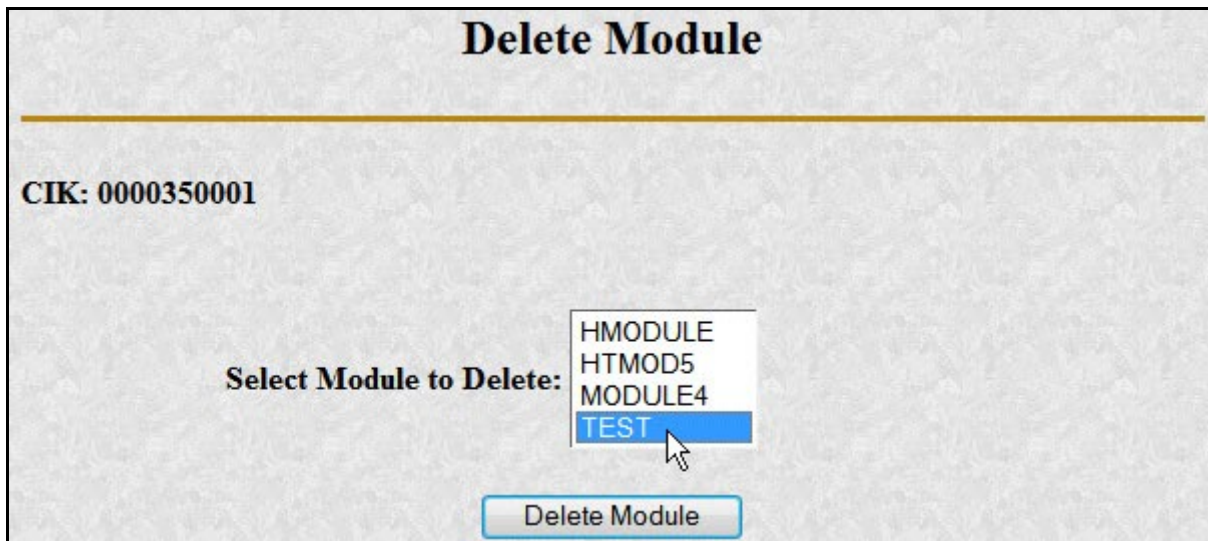 Delete Module
CIK: 0000350001
Select Module to Delete:
HMODULE
HTMOD5
MODULE4
TEST
Delete Module